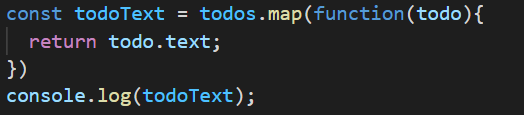 const todoText = todos.map(function(todo){
  return todo.text;
})
console.log(todoText);